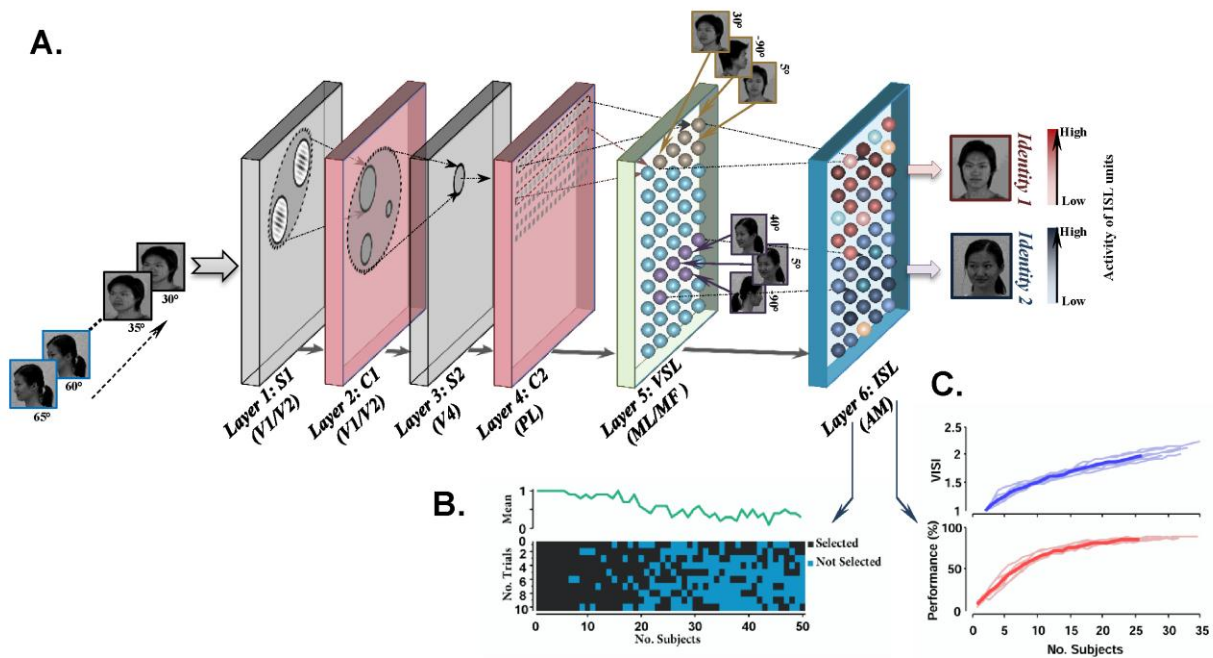 A.
30°
-90°
5°
High
Low
Identity 1
High
Low
Identity 2
Activity of ISL units
40°
5°
-90°
30°
35°
60°
65°
Layer 1: S1
(V1/V2)
Layer 2: C1
(V1/V2)
Layer 3: S2
(V4)
Layer 4: C2
(PL)
Layer 5: VSL
(ML/MF )
Layer 6: ISL
(AM)
B.
Mean
1
0
No. Trials
0
2
4
6
8
10
Selected
Not Selected
0
10
20
30
40
50
No. Subjects
C.
VISI
2.5
2
1.5
1
Performance (%)
100
50
0
0
5
10
15
20
25
30
35
No. Subjects